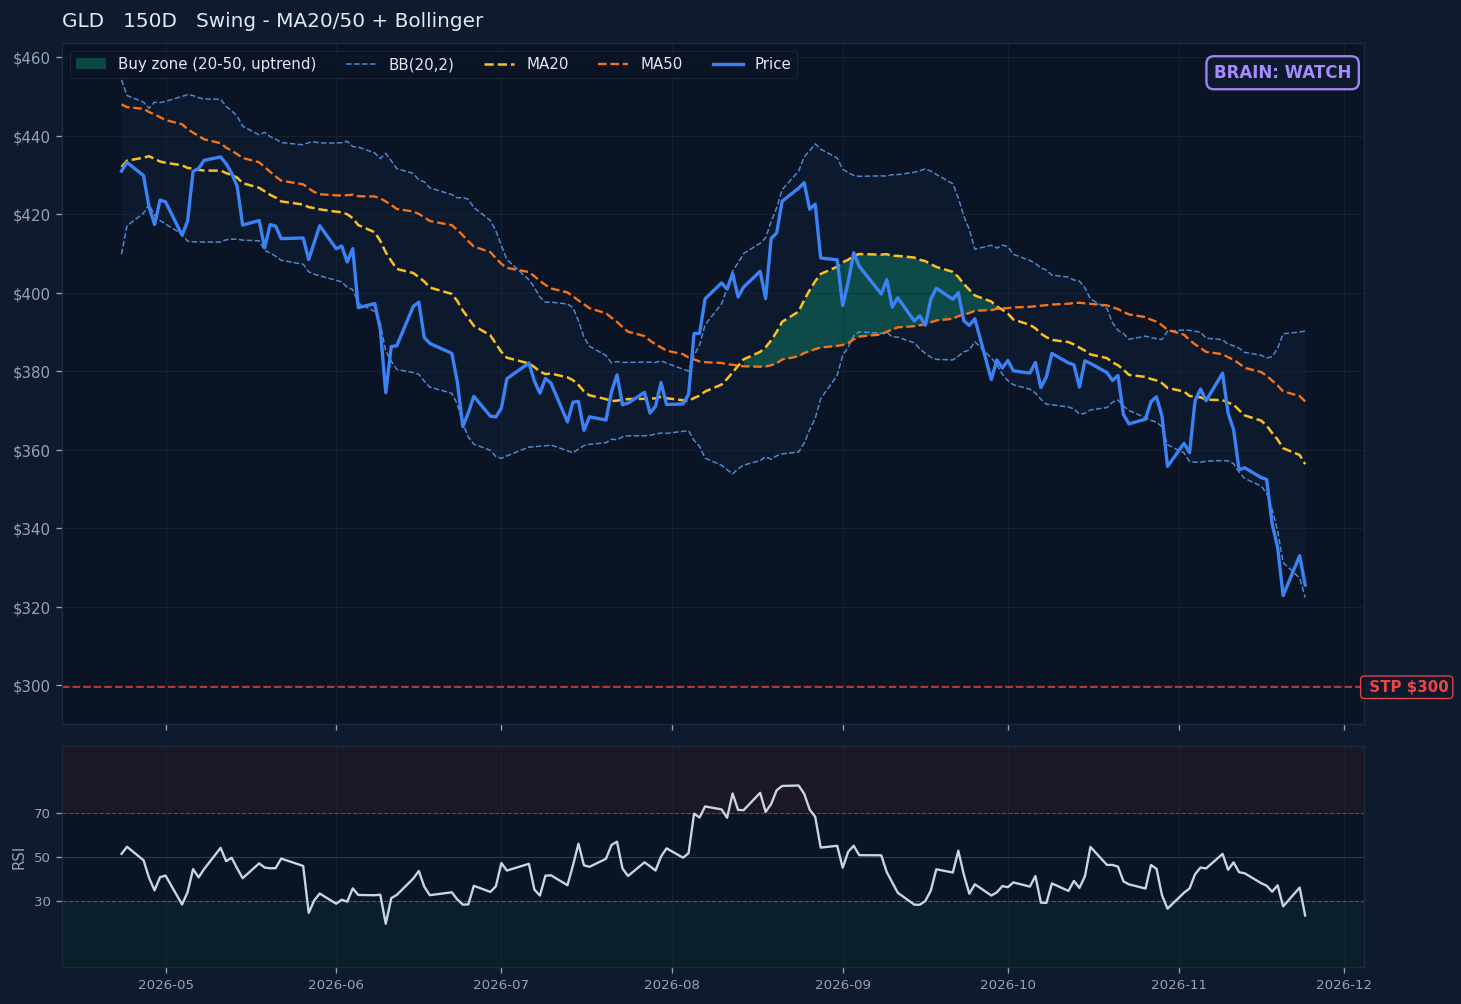 GLD   150D   Swing - MA20/50 + Bollinger
Buy zone (20-50, uptrend)   BB(20,2)   MA20   MA50   Price
BRAIN: WATCH
$460
$440
$420
$400
$380
$360
$340
$320
$300
STP $300
RSI
70
50
30
2026-05   2026-06   2026-07   2026-08   2026-09   2026-10   2026-11   2026-12